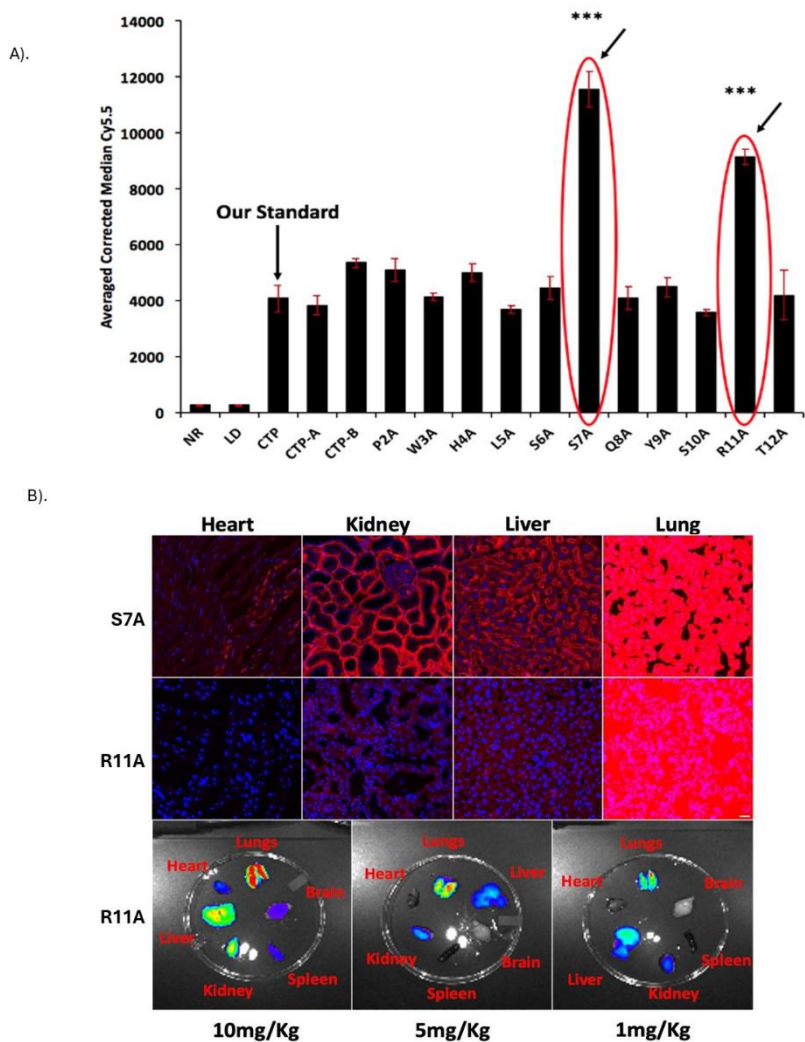 A).
Averaged Corrected Median Cy5.5
14000
12000
10000
8000
6000
4000
2000
0
***
***
Our Standard
NR LD CTP CTP-A CTP-B P2A W3A H4A L5A S6A S7A Q8A Y9A S10A R11A T12A
B).
Heart Kidney Liver Lung
S7A
R11A
R11A
Lungs
Heart
Brain
Liver
Kidney
Spleen
Lungs
Heart
Liver
Kidney
Brain
Spleen
Lungs
Heart
Brain
Spleen
Liver
Kidney
10mg/Kg 5mg/Kg 1mg/Kg